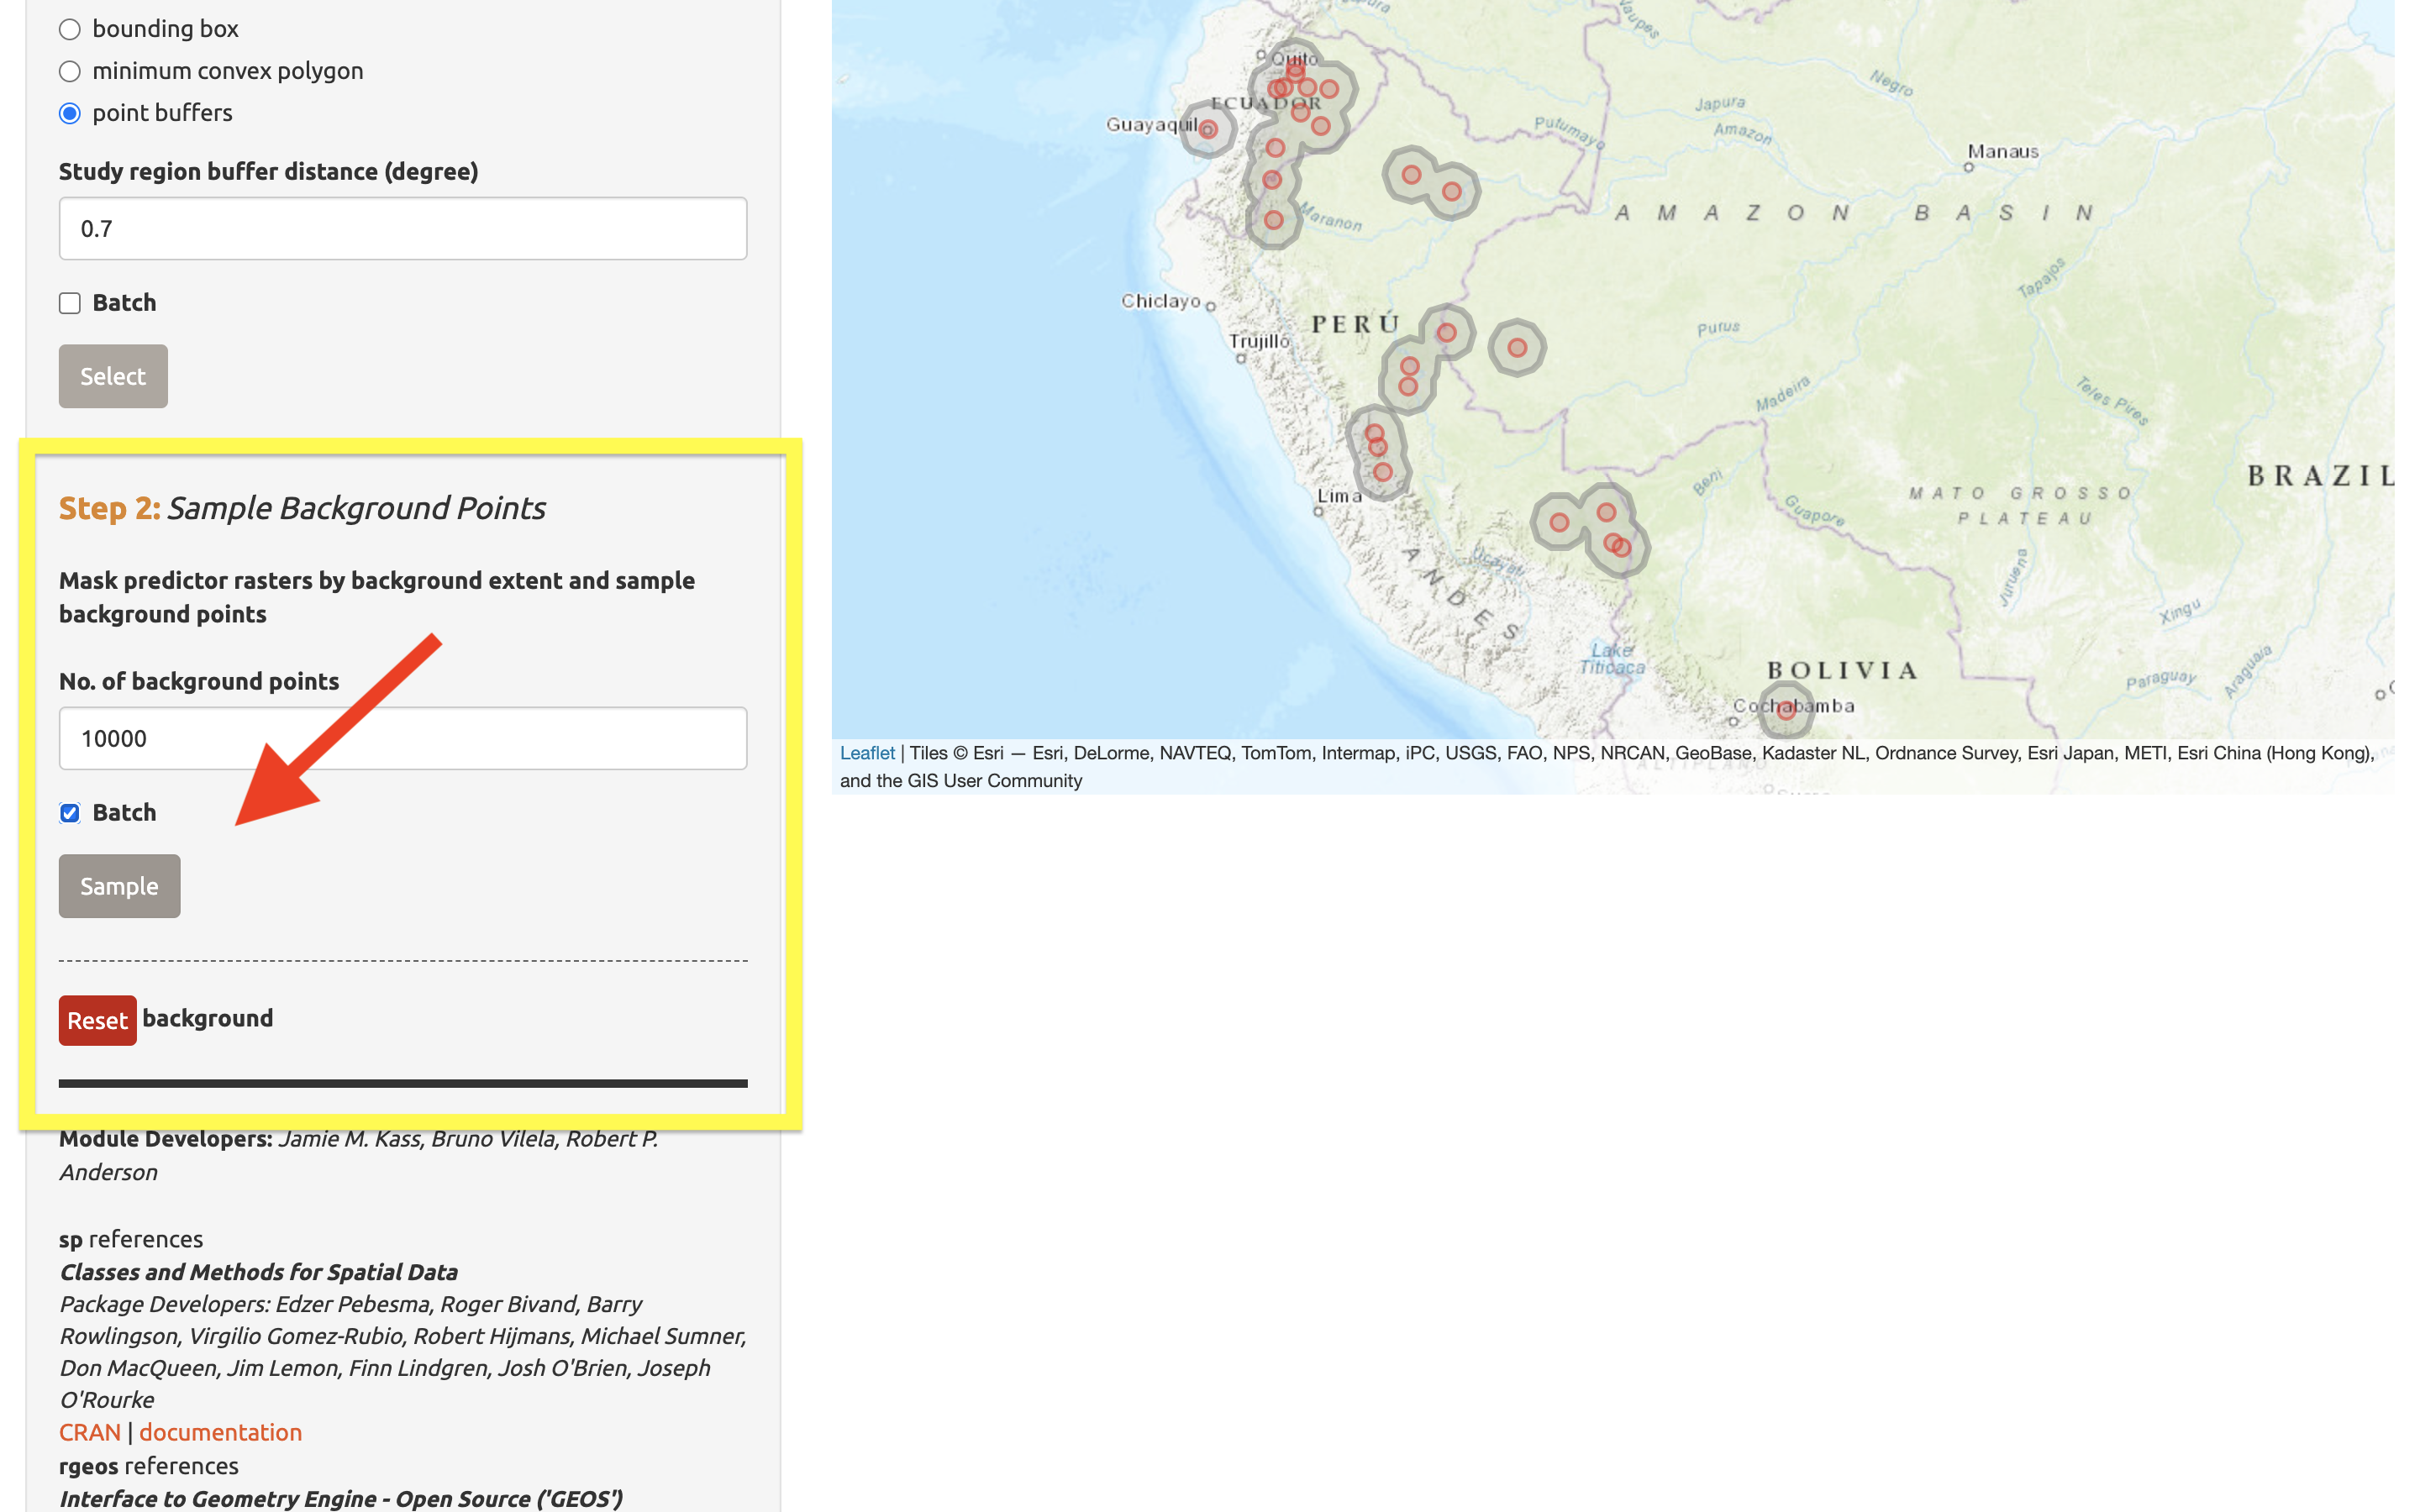 bounding box
minimum convex polygon
point buffers
Study region buffer distance (degree)
0.7
Batch
Select
Step 2: Sample Background Points
Mask predictor rasters by background extent and sample
background points
No. of background points
10000
Batch
Sample
Reset background
Module Developers: Jamie M. Kass, Bruno Vilela, Robert P.
Anderson
sp references
Classes and Methods for Spatial Data
Package Developers: Edzer Pebesma, Roger Bivand, Barry
Rowlingson, Virgilio Gomez-Rubio, Robert Hijmans, Michael Sumner,
Don MacQueen, Jim Lemon, Finn Lindgren, Josh O'Brien, Joseph
O'Rourke
CRAN | documentation
rgeos references
Interface to Geometry Engine - Open Source ('GEOS')
Quito
ECUADOR
Guayaquil
Putumayo
Japura
Amazon
Negro
Vaupes
Manaus
AMAZON BASIN
Maranon
Chiclayo
Trujillo
PERÚ
Purus
Tapajos
Madeira
Teles Pires
BRAZIL
Lima
Beni
Guapore
MATO GROSSO
PLATEAU
Ucayali
ANDES
Juruena
Xingu
Lake
Titicaca
BOLIVIA
Paraguay
Araguaia
Cochabamba
ALTIPLANO
Leaflet | Tiles © Esri — Esri, DeLorme, NAVTEQ, TomTom, Intermap, iPC, USGS, FAO, NPS, NRCAN, GeoBase, Kadaster NL, Ordnance Survey, Esri Japan, METI, Esri China (Hong Kong),
and the GIS User Community